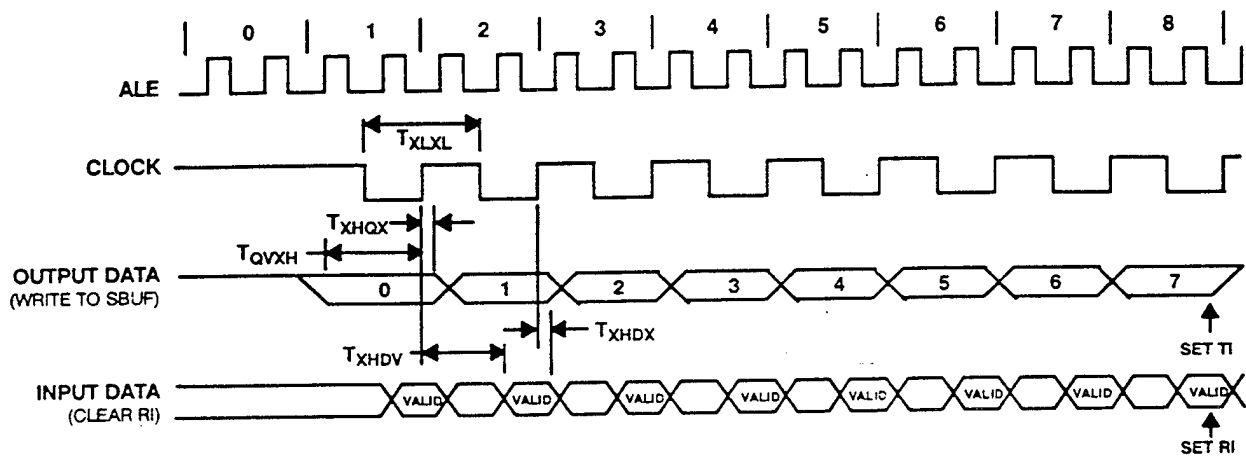 0 1 2 3 4 5 6 7 8
ALE
TXLXL
CLOCK
TXHQX
TQVXH
OUTPUT DATA
(WRITE TO SBUF)
0 1 2 3 4 5 6 7
TXHDX
SET TI
TXHDV
INPUT DATA
(CLEAR RI)
VALID VALID VALID VALID VALID VALID VALID VALID
SET RI